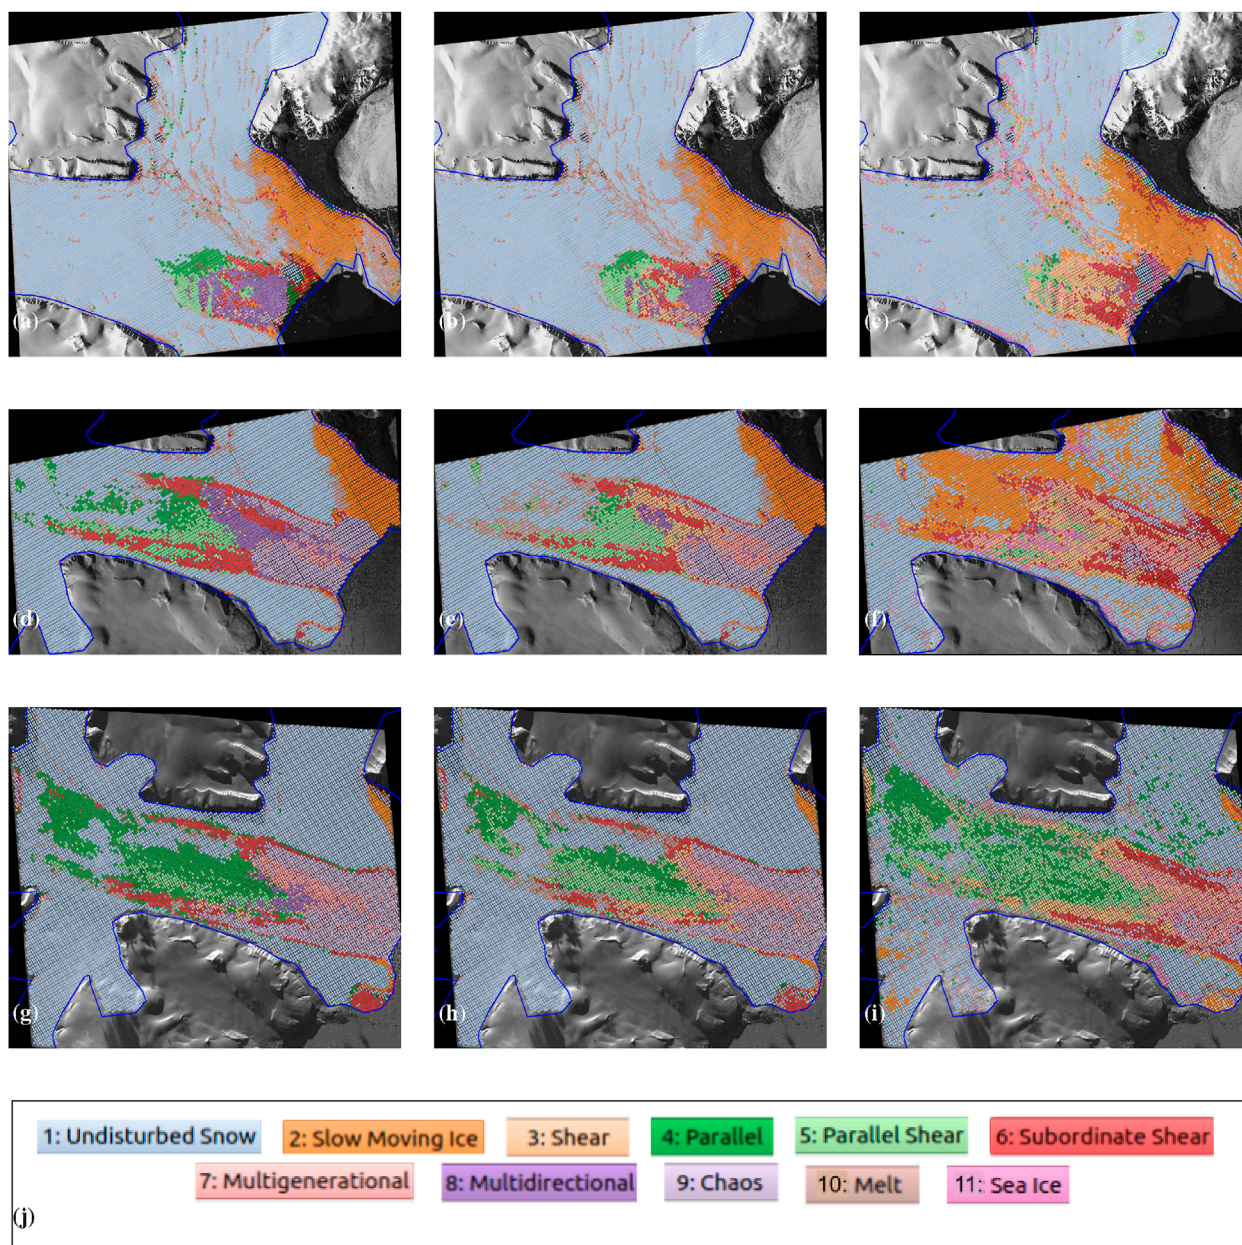 (a) (b) (c)
(d) (e) (f)
(g) (h) (i)
1: Undisturbed Snow 2: Slow Moving Ice 3: Shear 4: Parallel 5: Parallel Shear 6: Subordinate Shear
7: Multigenerational 8: Multidirectional 9: Chaos 10: Melt 11: Sea Ice
(j)